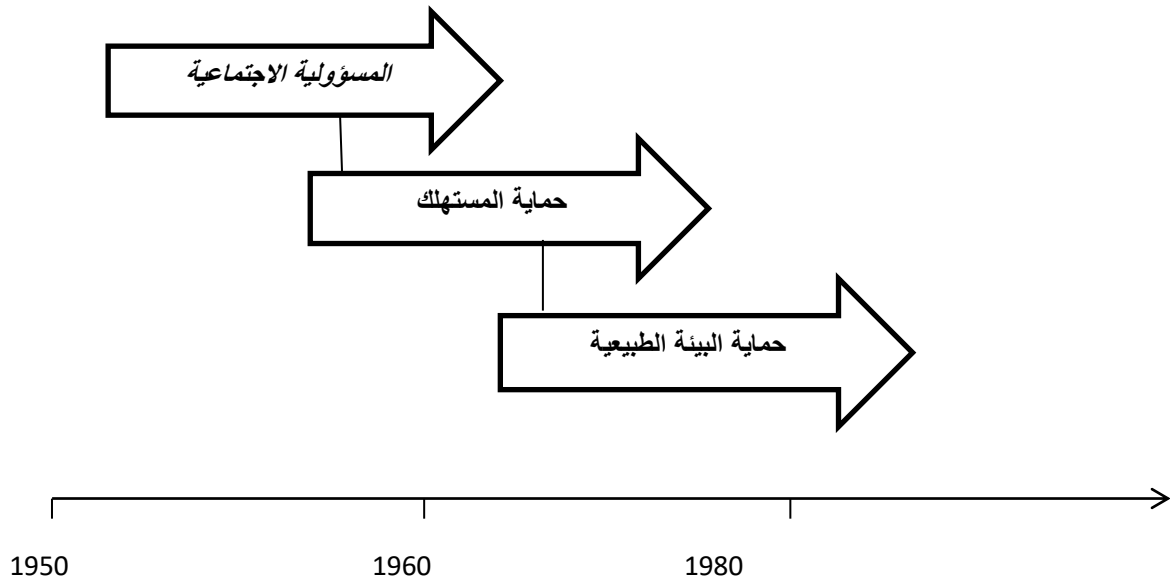 المسؤولية الاجتماعية
حماية المستهلك
حماية البيئة الطبيعية
1950 1960 1980